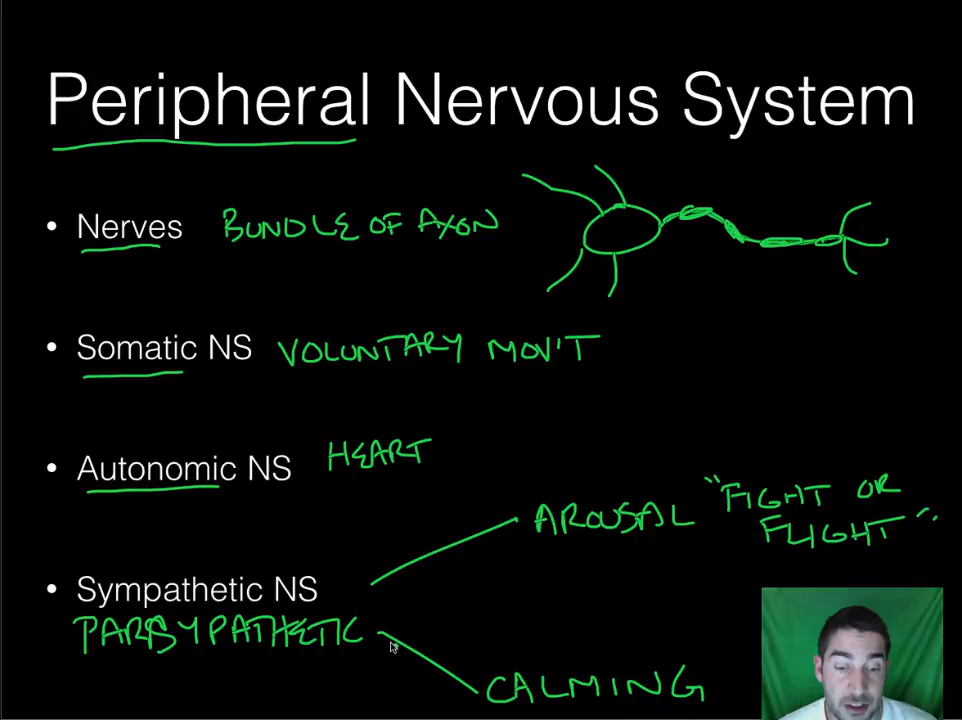 Peripheral Nervous System
• Nerves BUNDLE OF AXON
• Somatic NS VOLUNTARY MOV'T
• Autonomic NS HEART
AROUSAL "FIGHT OR
FLIGHT"
• Sympathetic NS
PARASYPATHETIC
CALMING